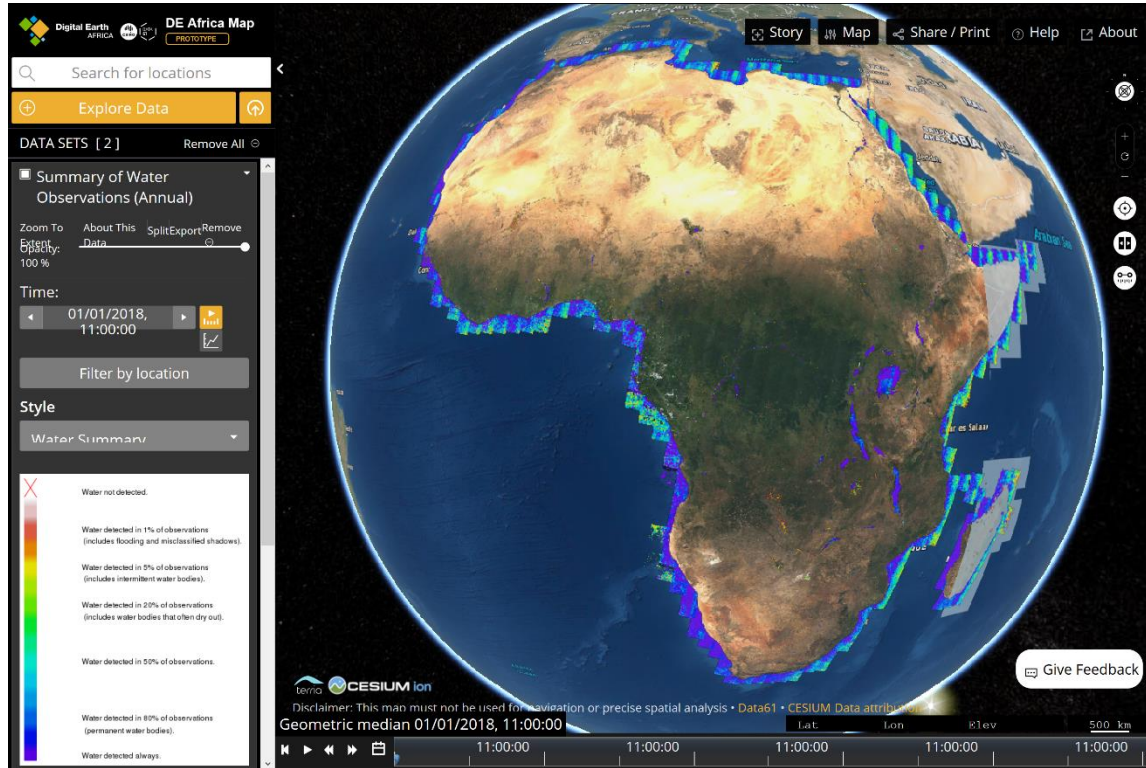 Digital Earth
AFRICA
DE Africa Map
PROTOTYPE
Search for locations
Explore Data
DATA SETS [ 2 ]
Remove All
Summary of Water
Observations (Annual)
Zoom To
Extent
About This
Data
Split
Export
Remove
Opacity:
100 %
Time:
01/01/2018,
11:00:00
Filter by location
Style
Water Summary
Water not detected.
Water detected in 1% of observations
(includes flooding and misclassified shadows).
Water detected in 5% of observations
(includes intermittent water bodies).
Water detected in 20% of observations
(includes water bodies that often dry out).
Water detected in 50% of observations.
Water detected in 80% of observations
(permanent water bodies).
Water detected always.
Story
Map
Share / Print
Help
About
Arabian Sea
terria
CESIUM ion
Disclaimer: This map must not be used for navigation or precise spatial analysis • Data61 • CESIUM Data attribution
Geometric median 01/01/2018, 11:00:00
Lat
Lon
Elev
500 km
Give Feedback
11:00:00
11:00:00
11:00:00
11:00:00
11:00:00